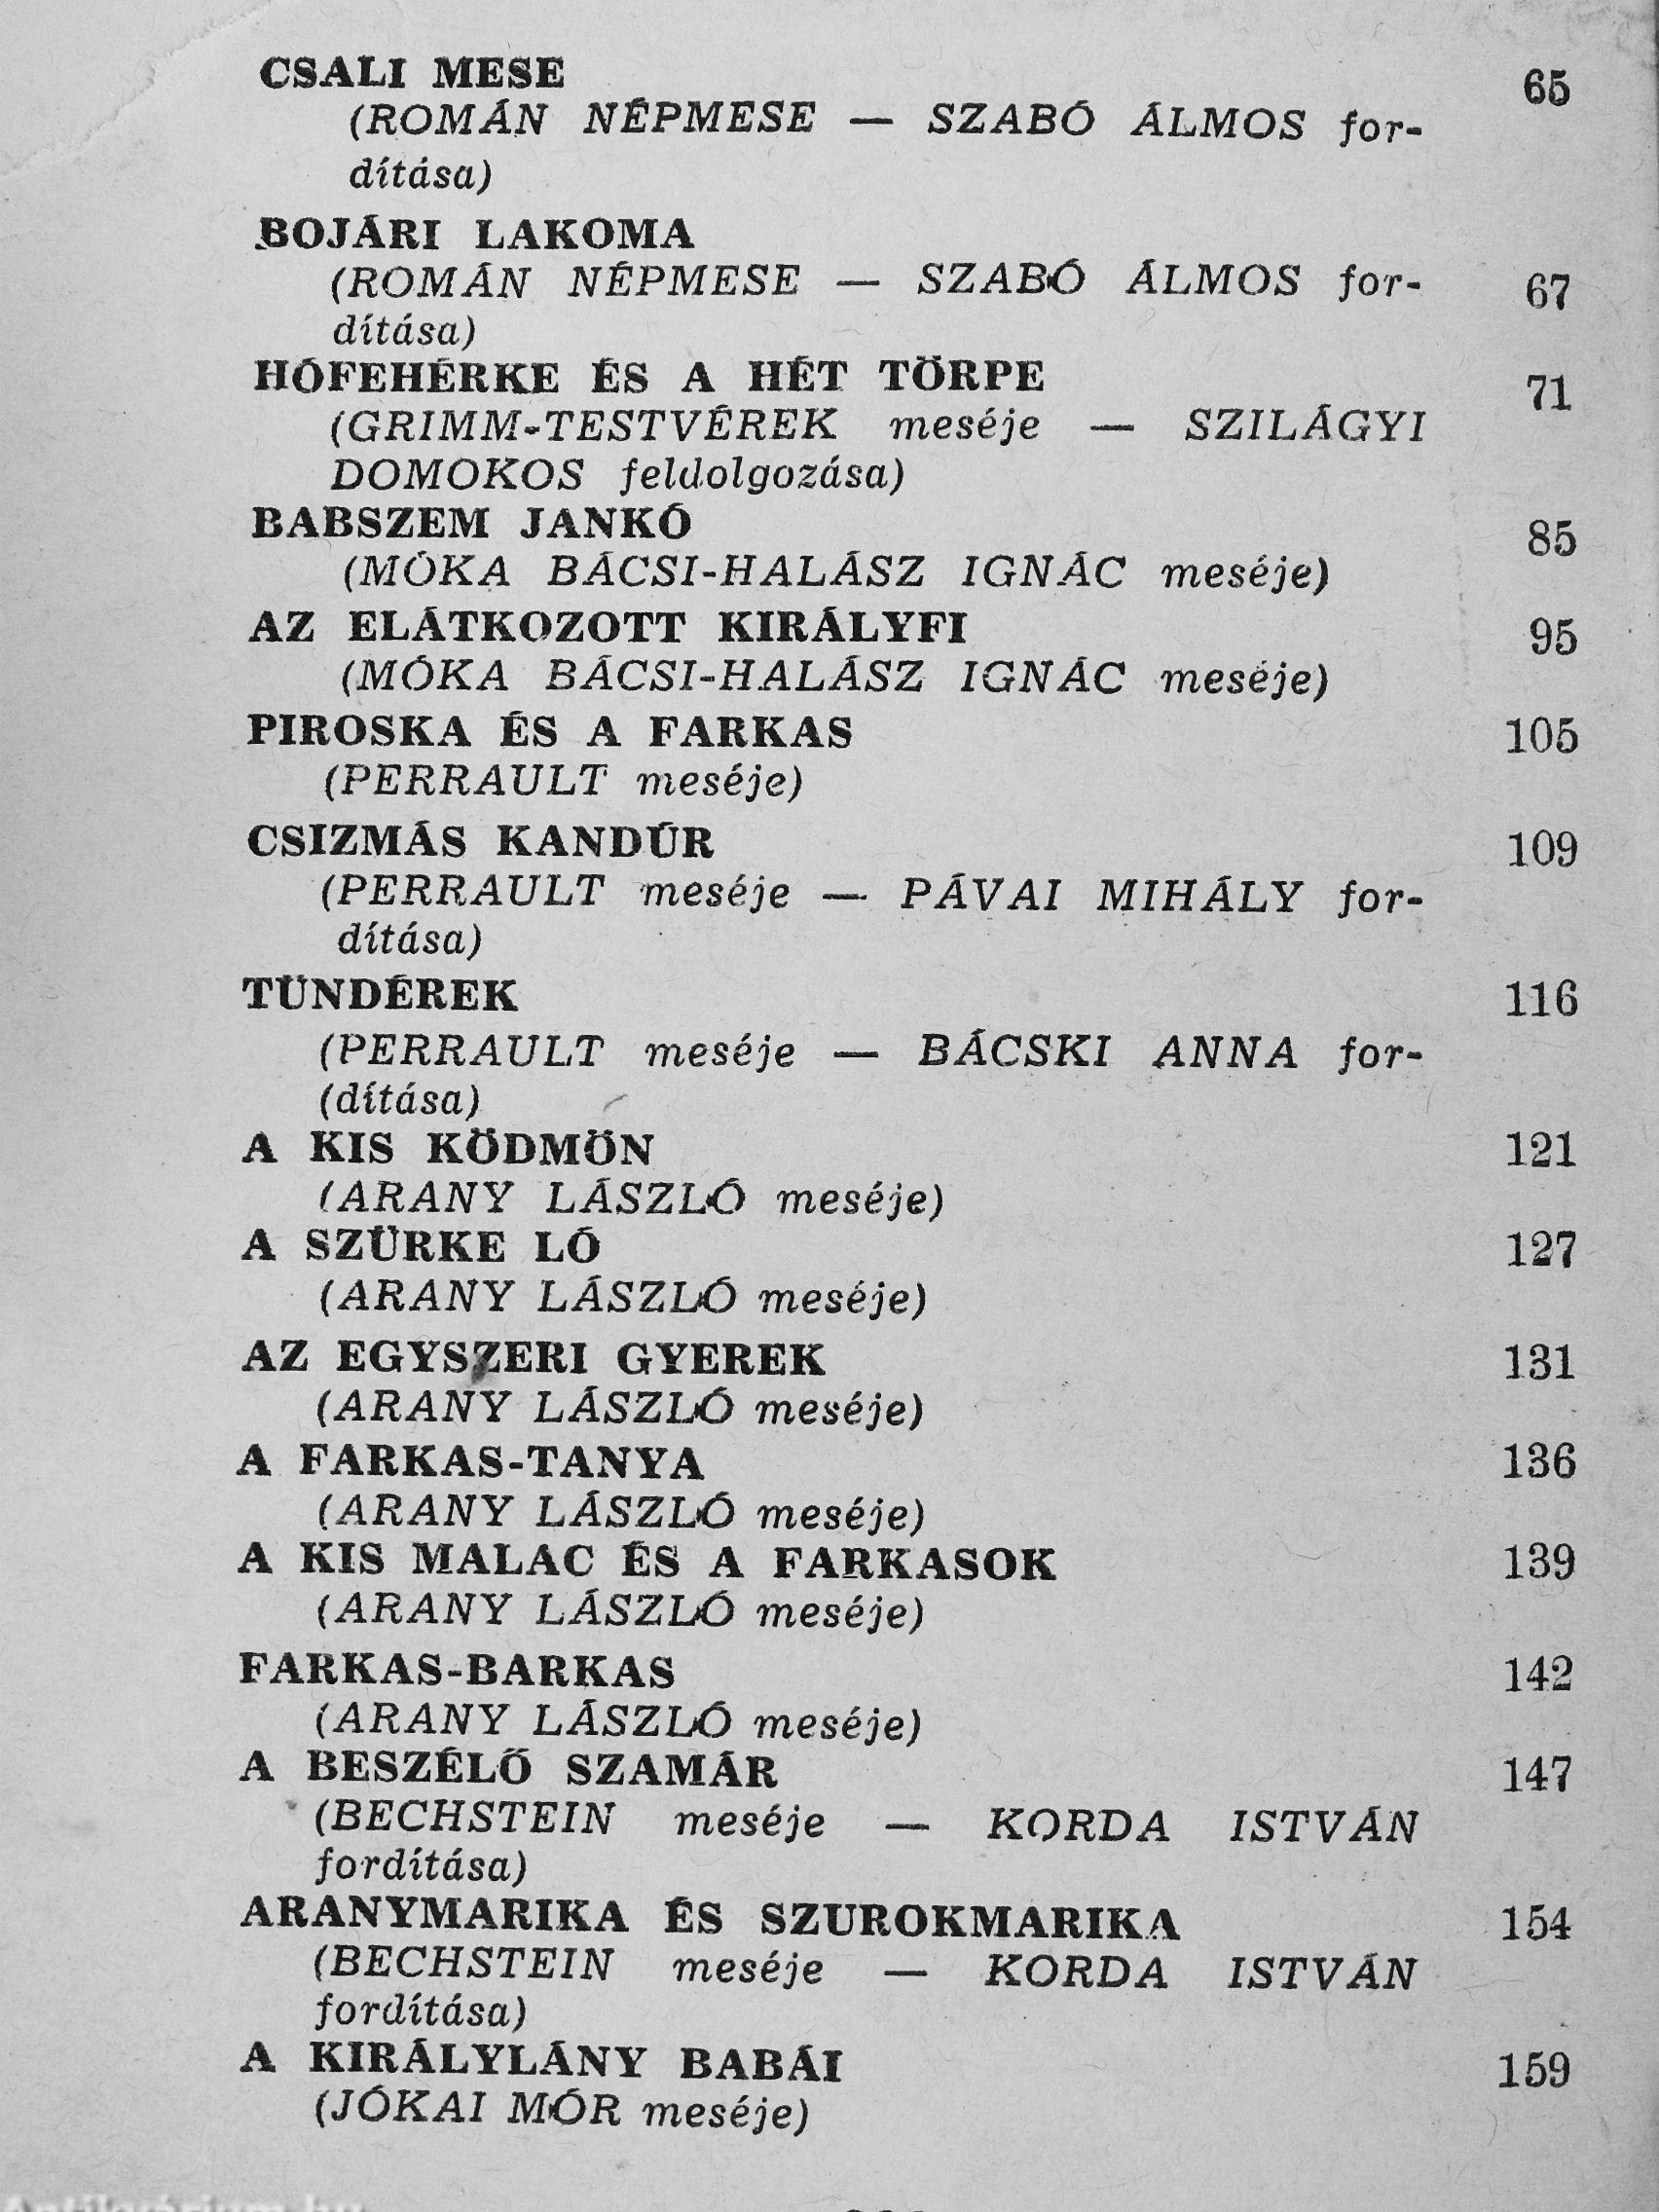 CSALI MESE 65
(ROMÁN NÉPMESE — SZABÓ ÁLMOS for-
dítása)
BOJÁRI LAKOMA
(ROMÁN NÉPMESE — SZABÓ ÁLMOS for- 67
dítása)
HÓFEHÉRKE ÉS A HÉT TÖRPE 71
(GRIMM-TESTVÉREK meséje — SZILÁGYI
DOMOKOS feldolgozása)
BABSZEM JANKÓ 85
(MÓKA BÁCSI-HALÁSZ IGNÁC meséje)
AZ ELÁTKOZOTT KIRÁLYFI 95
(MÓKA BÁCSI-HALÁSZ IGNÁC meséje)
PIROSKA ÉS A FARKAS 105
(PERRAULT meséje)
CSIZMÁS KANDÚR 109
(PERRAULT meséje — PÁVAI MIHÁLY for-
dítása)
TÜNDÉREK 116
(PERRAULT meséje — BÁCSKI ANNA for-
(dítása)
A KIS KÖDMÖN 121
(ARANY LÁSZLÓ meséje)
A SZÜRKE LÓ 127
(ARANY LÁSZLÓ meséje)
AZ EGYSZERI GYEREK 131
(ARANY LÁSZLÓ meséje)
A FARKAS-TANYA 136
(ARANY LÁSZLÓ meséje)
A KIS MALAC ÉS A FARKASOK 139
(ARANY LÁSZLÓ meséje)
FARKAS-BARKAS 142
(ARANY LÁSZLÓ meséje)
A BESZÉLŐ SZAMÁR 147
(BECHSTEIN meséje — KORDA ISTVÁN
fordítása)
ARANYMARIKA ÉS SZUROKMARIKA 154
(BECHSTEIN meséje — KORDA ISTVÁN
fordítása)
A KIRÁLYLÁNY BABÁI 159
(JÓKAI MÓR meséje)